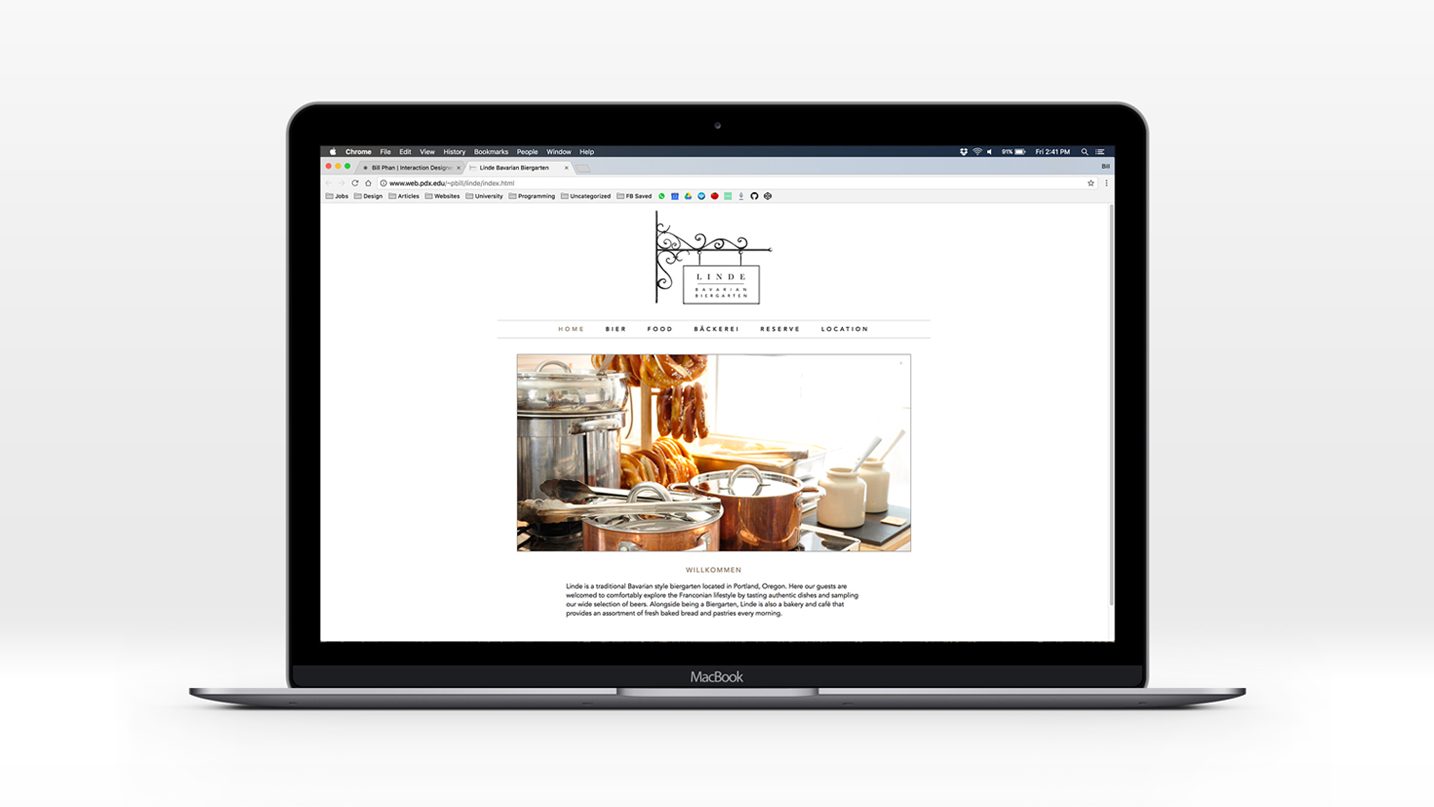 Chrome File Edit View History Bookmarks People Window Help 91% Fri 2:41 PM
Bill Phan | Interaction Designer Linde Bavarian Biergarten Bill
www.web.pdx.edu/~pbill/linde/index.html
Jobs Design Articles Websites University Programming Uncategorized FB Saved
LINDE
BAVARIAN
BIERGARTEN
HOME BIER FOOD BÄCKEREI RESERVE LOCATION
WILLKOMMEN
Linde is a traditional Bavarian style biergarten located in Portland, Oregon. Here our guests are
welcomed to comfortably explore the Franconian lifestyle by tasting authentic dishes and sampling
our wide selection of beers. Alongside being a Biergarten, Linde is also a bakery and café that
provides an assortment of fresh baked bread and pastries every morning.
MacBook